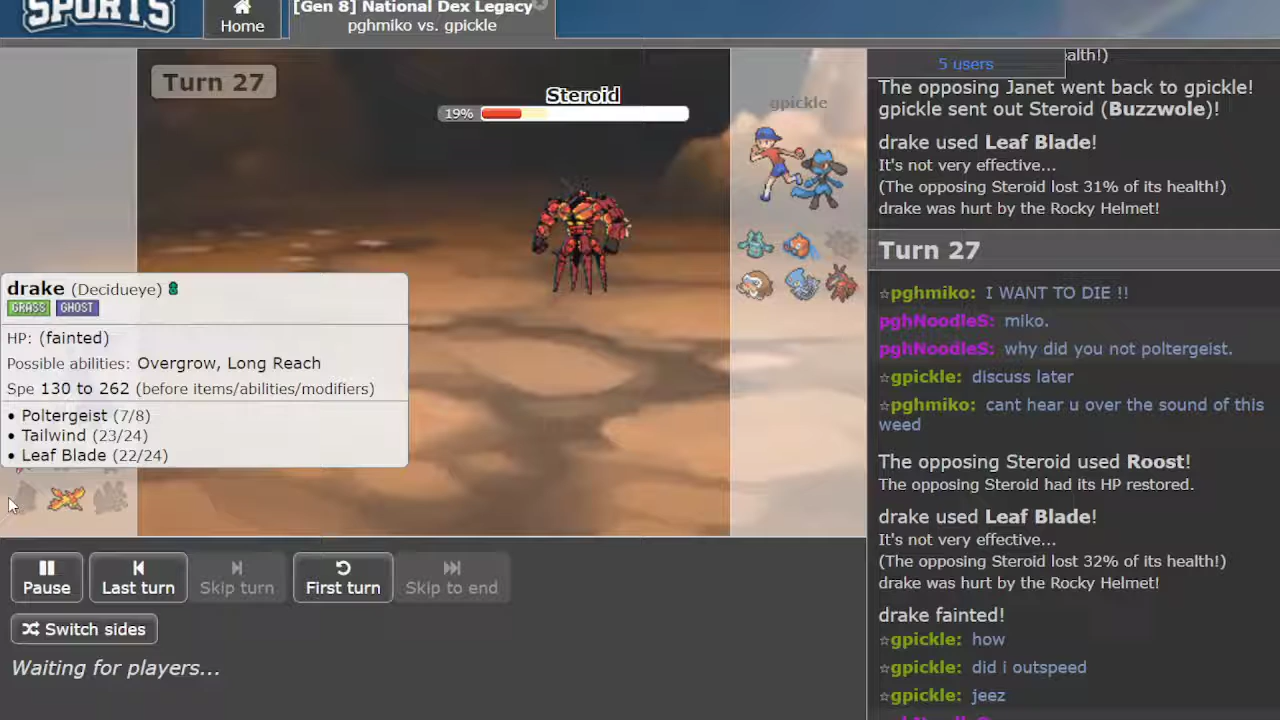 SPORTS
Home
[Gen 8] National Dex Legacy
pghmiko vs. gpickle
Turn 27
Steroid
19%
gpickle
drake (Decidueye)
GRASS GHOST
HP: (fainted)
Possible abilities: Overgrow, Long Reach
Spe 130 to 262 (before items/abilities/modifiers)
• Poltergeist (7/8)
• Tailwind (23/24)
• Leaf Blade (22/24)
Pause
Last turn
Skip turn
First turn
Skip to end
Switch sides
Waiting for players...
5 users
ealth!)
The opposing Janet went back to gpickle!
gpickle sent out Steroid (Buzzwole)!
drake used Leaf Blade!
It's not very effective...
(The opposing Steroid lost 31% of its health!)
drake was hurt by the Rocky Helmet!
Turn 27
☆pghmiko: I WANT TO DIE !!
pghNoodleS: miko.
pghNoodleS: why did you not poltergeist.
☆gpickle: discuss later
☆pghmiko: cant hear u over the sound of this
weed
The opposing Steroid used Roost!
The opposing Steroid had its HP restored.
drake used Leaf Blade!
It's not very effective...
(The opposing Steroid lost 32% of its health!)
drake was hurt by the Rocky Helmet!
drake fainted!
☆gpickle: how
☆gpickle: did i outspeed
☆gpickle: jeez